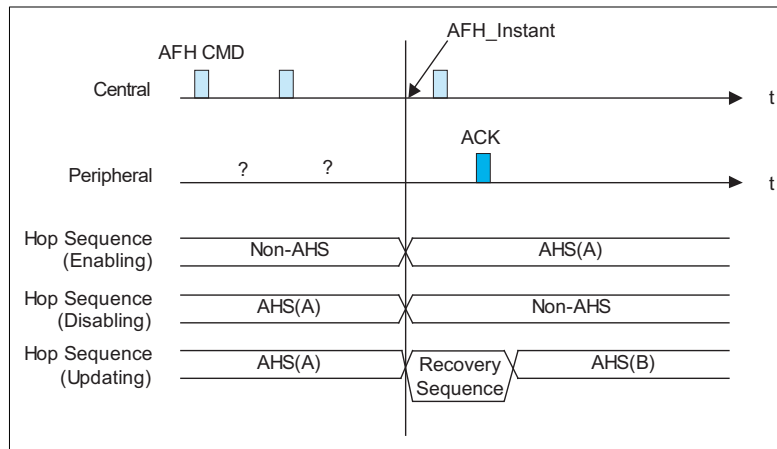 AFH_Instant
AFH CMD
Central
t
ACK
? ?
Peripheral
t
Hop Sequence
(Enabling)
Non-AHS
AHS(A)
Hop Sequence
(Disabling)
AHS(A)
Non-AHS
Hop Sequence
(Updating)
AHS(A)
Recovery
Sequence
AHS(B)